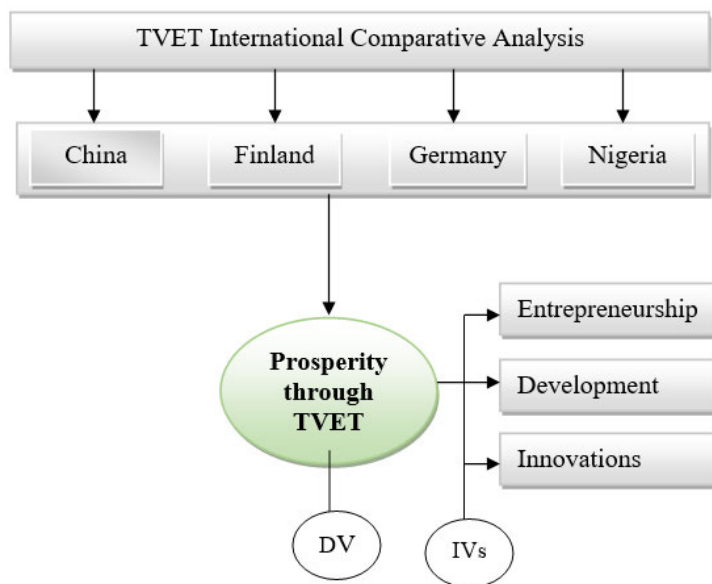 TVET International Comparative Analysis
China
Finland
Germany
Nigeria
Prosperity
through
TVET
Entrepreneurship
Development
Innovations
DV
IVs